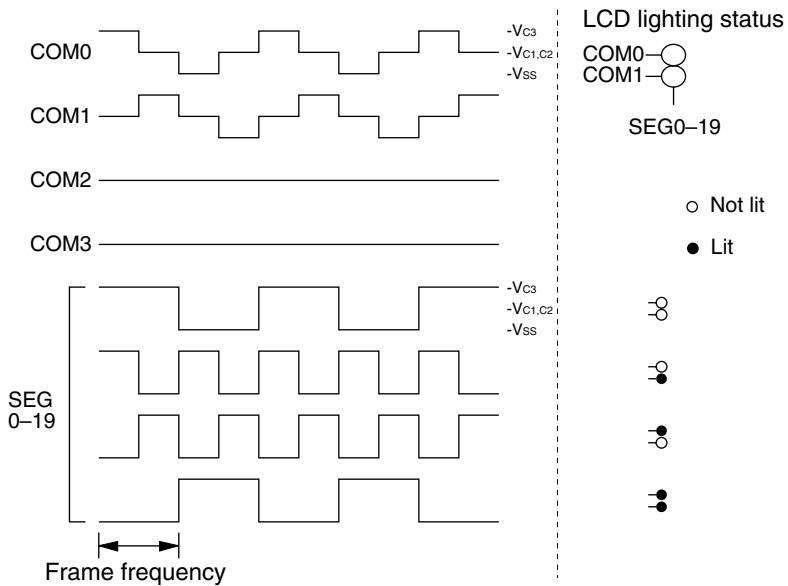 LCD lighting status
COM0
-VC3
-VC1,C2
-VSS
COM0
COM1
SEG0–19
COM1
COM2
COM3
Not lit
Lit
-VC3
-VC1,C2
-VSS
SEG
0–19
Frame frequency